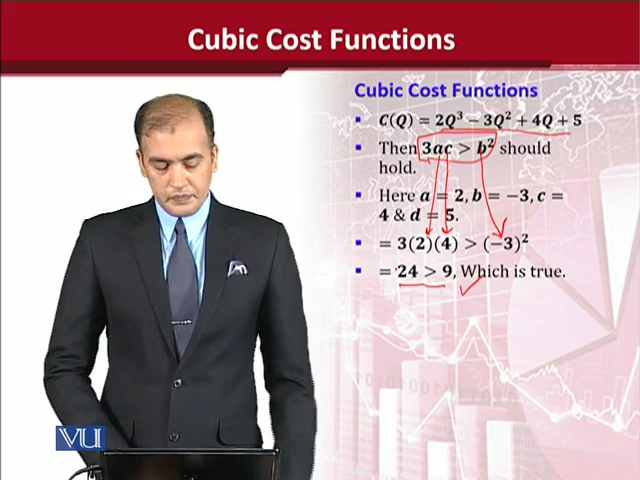 Cubic Cost Functions
Cubic Cost Functions
▪ C(Q) = 2Q³ − 3Q² + 4Q + 5
▪ Then 3ac > b² should
hold.
▪ Here a = 2, b = −3, c =
4 & d = 5.
▪ = 3(2)(4) > (−3)²
▪ = 24 > 9, Which is true.
VU